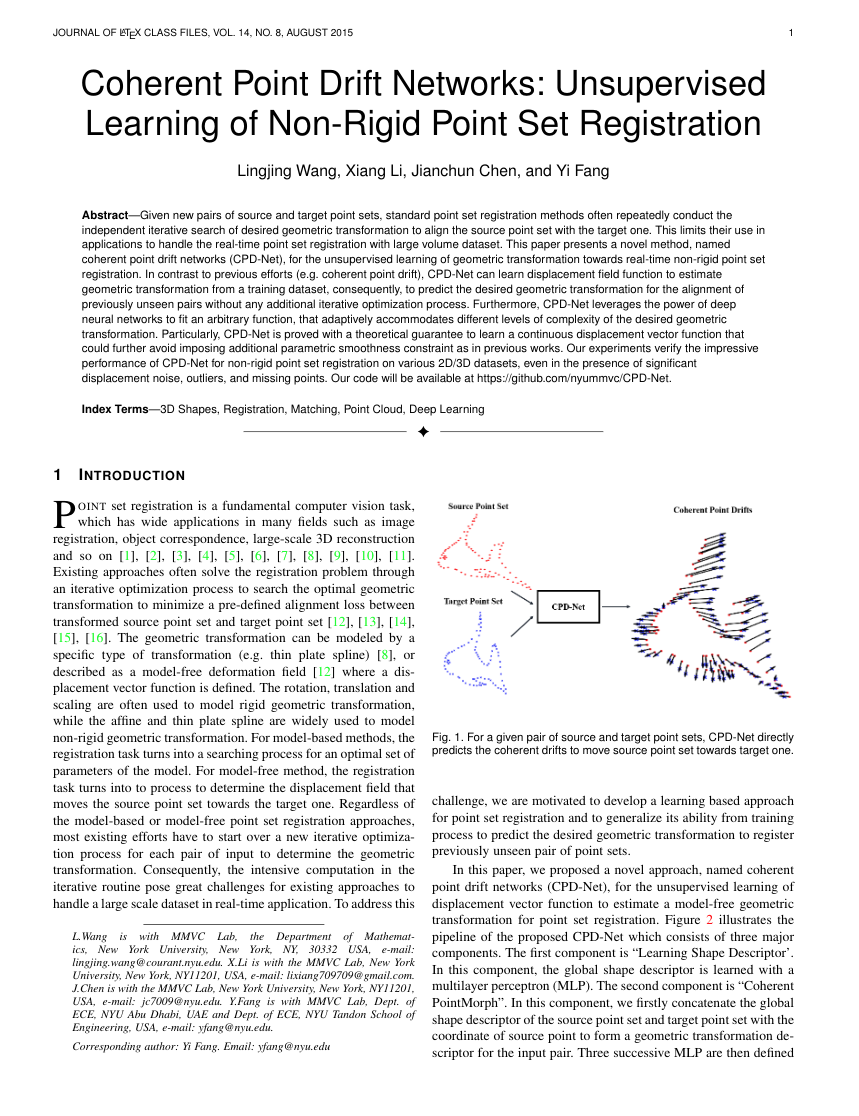 JOURNAL OF LATEX CLASS FILES, VOL. 14, NO. 8, AUGUST 2015
1
Coherent Point Drift Networks: Unsupervised
Learning of Non-Rigid Point Set Registration
Lingjing Wang, Xiang Li, Jianchun Chen, and Yi Fang
Abstract—Given new pairs of source and target point sets, standard point set registration methods often repeatedly conduct the
independent iterative search of desired geometric transformation to align the source point set with the target one. This limits their use in
applications to handle the real-time point set registration with large volume dataset. This paper presents a novel method, named
coherent point drift networks (CPD-Net), for the unsupervised learning of geometric transformation towards real-time non-rigid point set
registration. In contrast to previous efforts (e.g. coherent point drift), CPD-Net can learn displacement field function to estimate
geometric transformation from a training dataset, consequently, to predict the desired geometric transformation for the alignment of
previously unseen pairs without any additional iterative optimization process. Furthermore, CPD-Net leverages the power of deep
neural networks to fit an arbitrary function, that adaptively accommodates different levels of complexity of the desired geometric
transformation. Particularly, CPD-Net is proved with a theoretical guarantee to learn a continuous displacement vector function that
could further avoid imposing additional parametric smoothness constraint as in previous works. Our experiments verify the impressive
performance of CPD-Net for non-rigid point set registration on various 2D/3D datasets, even in the presence of significant
displacement noise, outliers, and missing points. Our code will be available at https://github.com/nyummvc/CPD-Net.
Index Terms—3D Shapes, Registration, Matching, Point Cloud, Deep Learning
1 INTRODUCTION
POINT set registration is a fundamental computer vision task,
which has wide applications in many fields such as image
registration, object correspondence, large-scale 3D reconstruction
and so on [1], [2], [3], [4], [5], [6], [7], [8], [9], [10], [11].
Existing approaches often solve the registration problem through
an iterative optimization process to search the optimal geometric
transformation to minimize a pre-defined alignment loss between
transformed source point set and target point set [12], [13], [14],
[15], [16]. The geometric transformation can be modeled by a
specific type of transformation (e.g. thin plate spline) [8], or
described as a model-free deformation field [12] where a dis-
placement vector function is defined. The rotation, translation and
scaling are often used to model rigid geometric transformation,
while the affine and thin plate spline are widely used to model
non-rigid geometric transformation. For model-based methods, the
registration task turns into a searching process for an optimal set of
parameters of the model. For model-free method, the registration
task turns into to process to determine the displacement field that
moves the source point set towards the target one. Regardless of
the model-based or model-free point set registration approaches,
most existing efforts have to start over a new iterative optimiza-
tion process for each pair of input to determine the geometric
transformation. Consequently, the intensive computation in the
iterative routine pose great challenges for existing approaches to
handle a large scale dataset in real-time application. To address this
L.Wang is with MMVC Lab, the Department of Mathemat-
ics, New York University, New York, NY, 30332 USA, e-mail:
lingjing.wang@courant.nyu.edu. X.Li is with the MMVC Lab, New York
University, New York, NY11201, USA, e-mail: lixiang709709@gmail.com.
J.Chen is with the MMVC Lab, New York University, New York, NY11201,
USA, e-mail: jc7009@nyu.edu. Y.Fang is with MMVC Lab, Dept. of
ECE, NYU Abu Dhabi, UAE and Dept. of ECE, NYU Tandon School of
Engineering, USA, e-mail: yfang@nyu.edu.
Corresponding author: Yi Fang. Email: yfang@nyu.edu
Source Point Set
Coherent Point Drifts
Target Point Set
CPD-Net
Fig. 1. For a given pair of source and target point sets, CPD-Net directly
predicts the coherent drifts to move source point set towards target one.
challenge, we are motivated to develop a learning based approach
for point set registration and to generalize its ability from training
process to predict the desired geometric transformation to register
previously unseen pair of point sets.
In this paper, we proposed a novel approach, named coherent
point drift networks (CPD-Net), for the unsupervised learning of
displacement vector function to estimate a model-free geometric
transformation for point set registration. Figure 2 illustrates the
pipeline of the proposed CPD-Net which consists of three major
components. The first component is “Learning Shape Descriptor’.
In this component, the global shape descriptor is learned with a
multilayer perceptron (MLP). The second component is “Coherent
PointMorph”. In this component, we firstly concatenate the global
shape descriptor of the source point set and target point set with the
coordinate of source point to form a geometric transformation de-
scriptor for the input pair. Three successive MLP are then defined